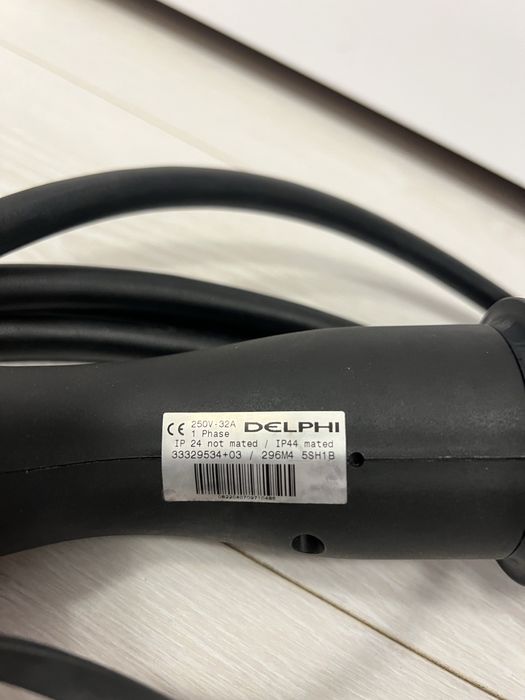 CE 250V-32A DELPHI
1 Phase
IP 24 not mated / IP44 mated
33329534+03 / 296M4 5SH1B